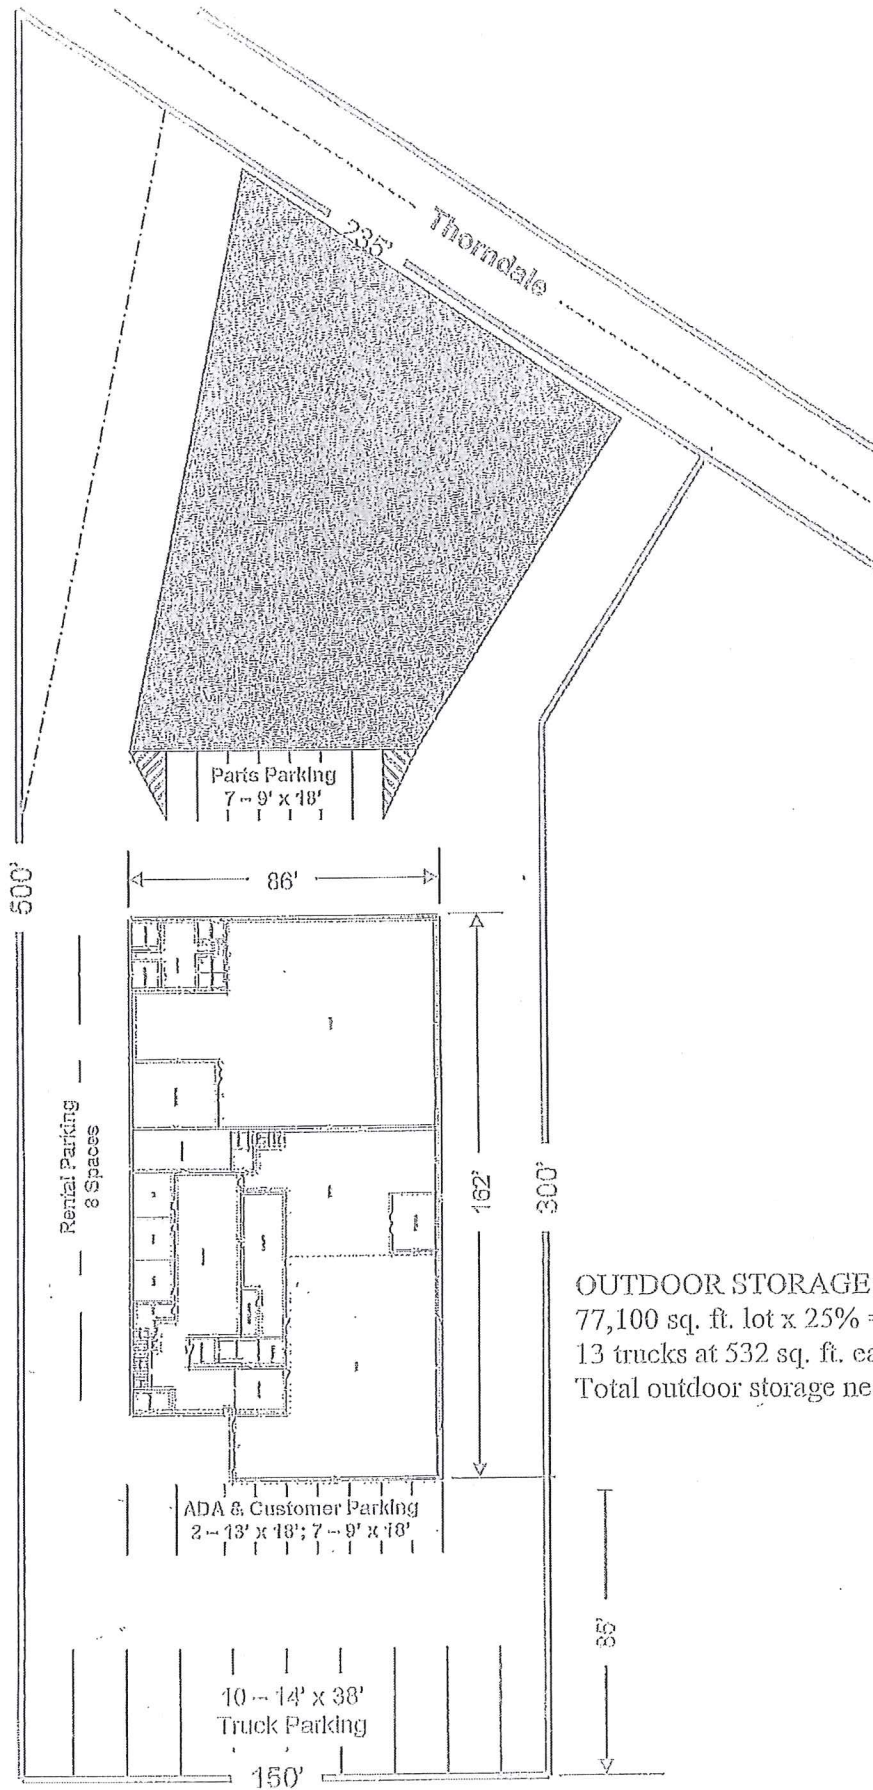 Thorndale
235'
Parts Parking
7 -- 9' x 18'
86'
500'
Rental Parking
8 Spaces
162'
300'
OUTDOOR STORAGE
77,100 sq. ft. lot x 25% =
13 trucks at 532 sq. ft. ea
Total outdoor storage ne
ADA & Customer Parking
2 -- 13' x 18'; 7 -- 9' x 18'
85'
10 -- 14' x 38'
Truck Parking
150'